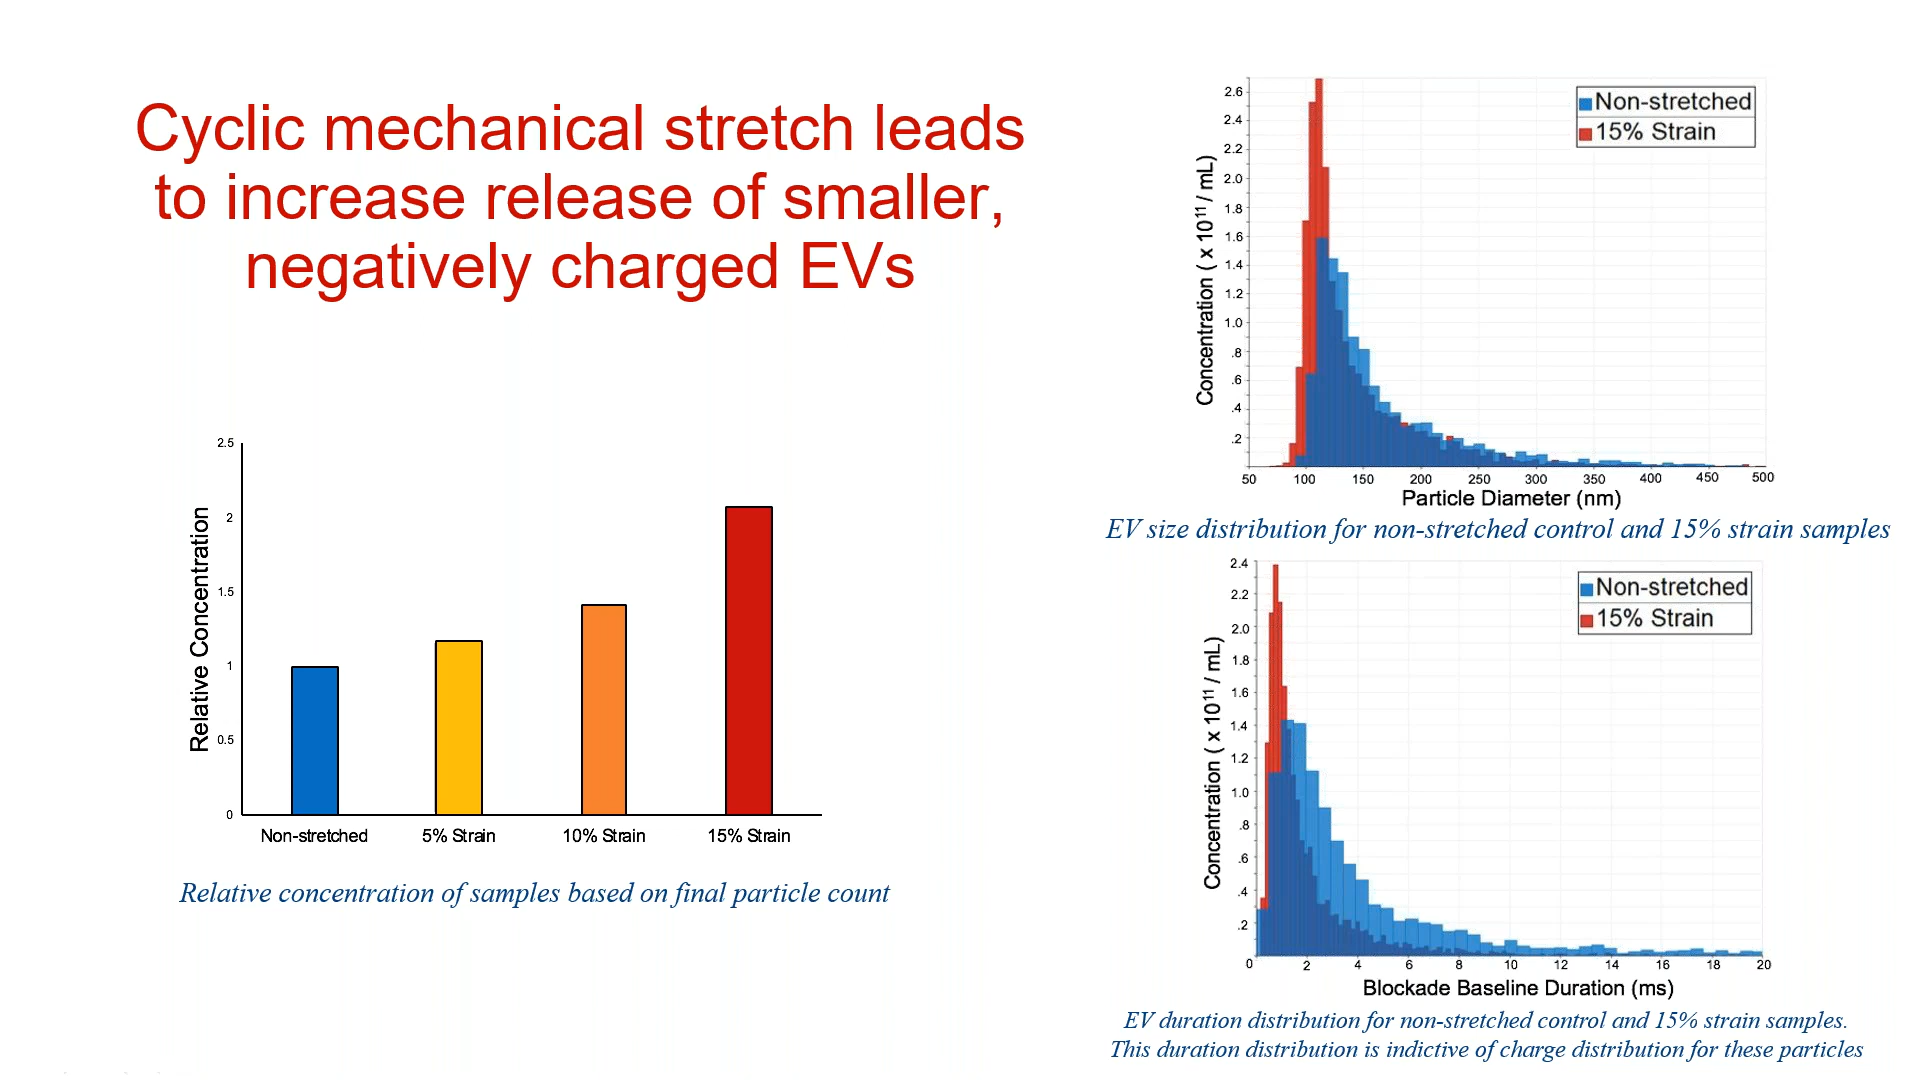 Cyclic mechanical stretch leads
to increase release of smaller,
negatively charged EVs
2.5
2
1.5
1
0.5
0
Relative Concentration
Non-stretched 5% Strain 10% Strain 15% Strain
Relative concentration of samples based on final particle count
Non-stretched
15% Strain
2.6
2.4
2.2
2.0
1.8
1.6
1.4
1.2
1.0
.8
.6
.4
.2
Concentration ( x 10¹¹ / mL)
50 100 150 200 250 300 350 400 450 500
Particle Diameter (nm)
EV size distribution for non-stretched control and 15% strain samples
Non-stretched
15% Strain
2.4
2.2
2.0
1.8
1.6
1.4
1.2
1.0
.8
.6
.4
.2
Concentration ( x 10¹¹ / mL)
0 2 4 6 8 10 12 14 16 18 20
Blockade Baseline Duration (ms)
EV duration distribution for non-stretched control and 15% strain samples.
This duration distribution is indictive of charge distribution for these particles